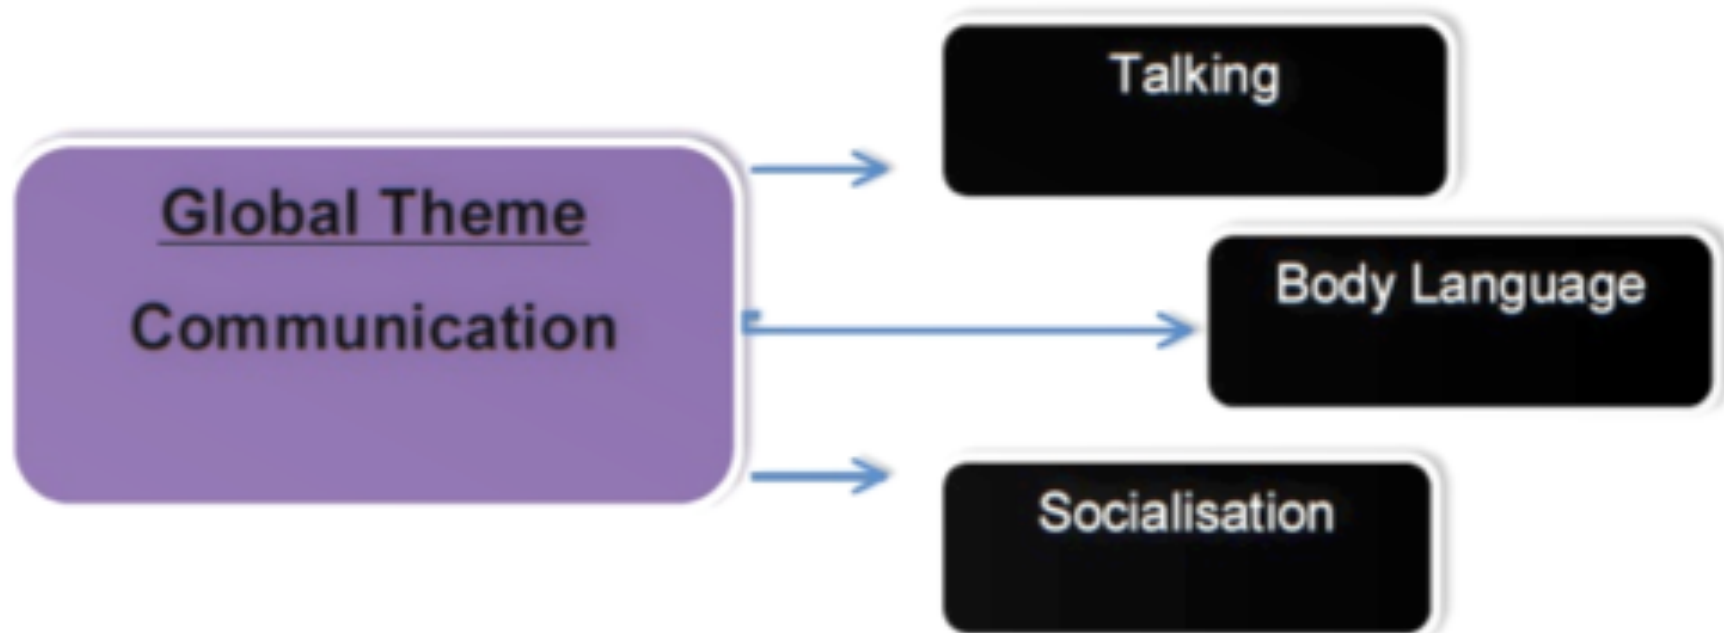 Global Theme
Communication
Talking
Body Language
Socialisation